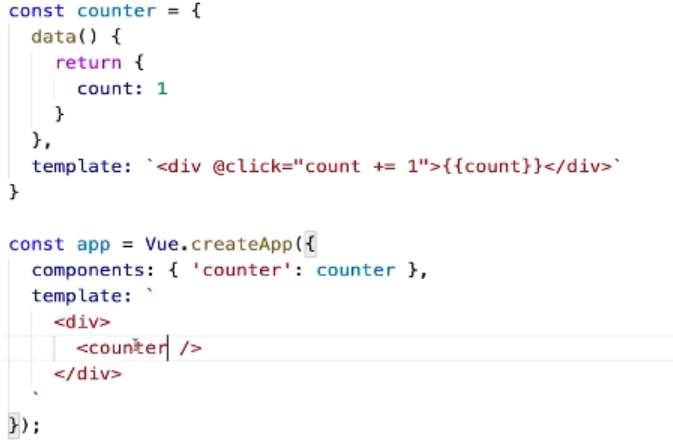 const counter = {
  data() {
    return {
      count: 1
    }
  },
  template: `<div @click="count += 1">{{count}}</div>`
}

const app = Vue.createApp({
  components: { 'counter': counter },
  template: `
    <div>
      <counter />
    </div>
  `
});